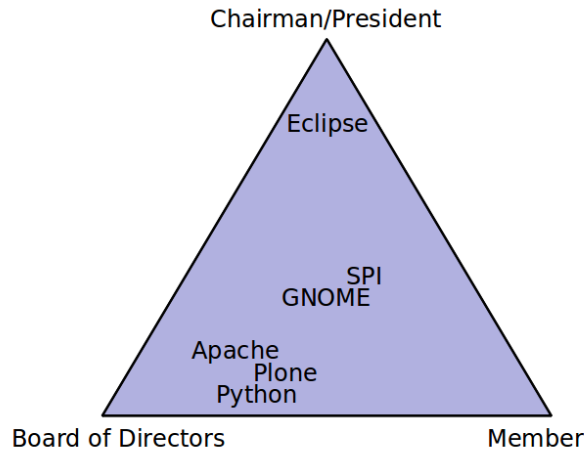 Chairman/President
Eclipse
SPI
GNOME
Apache
Plone
Python
Board of Directors
Member